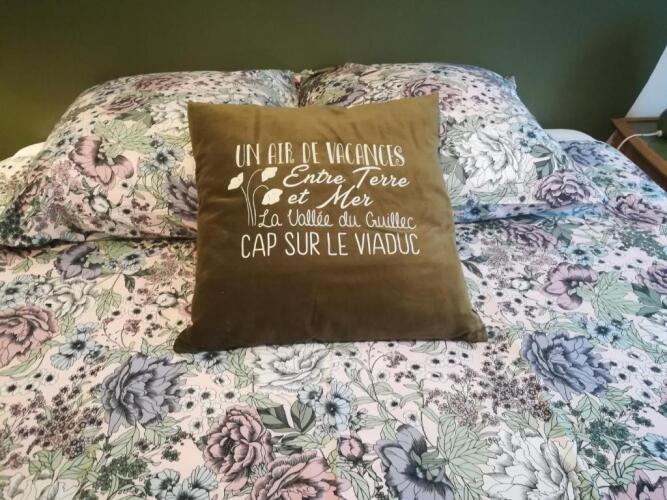 UN AIR DE VACANCES
Entre Terre
et Mer
La Vallée du Guillec
CAP SUR LE VIADUC